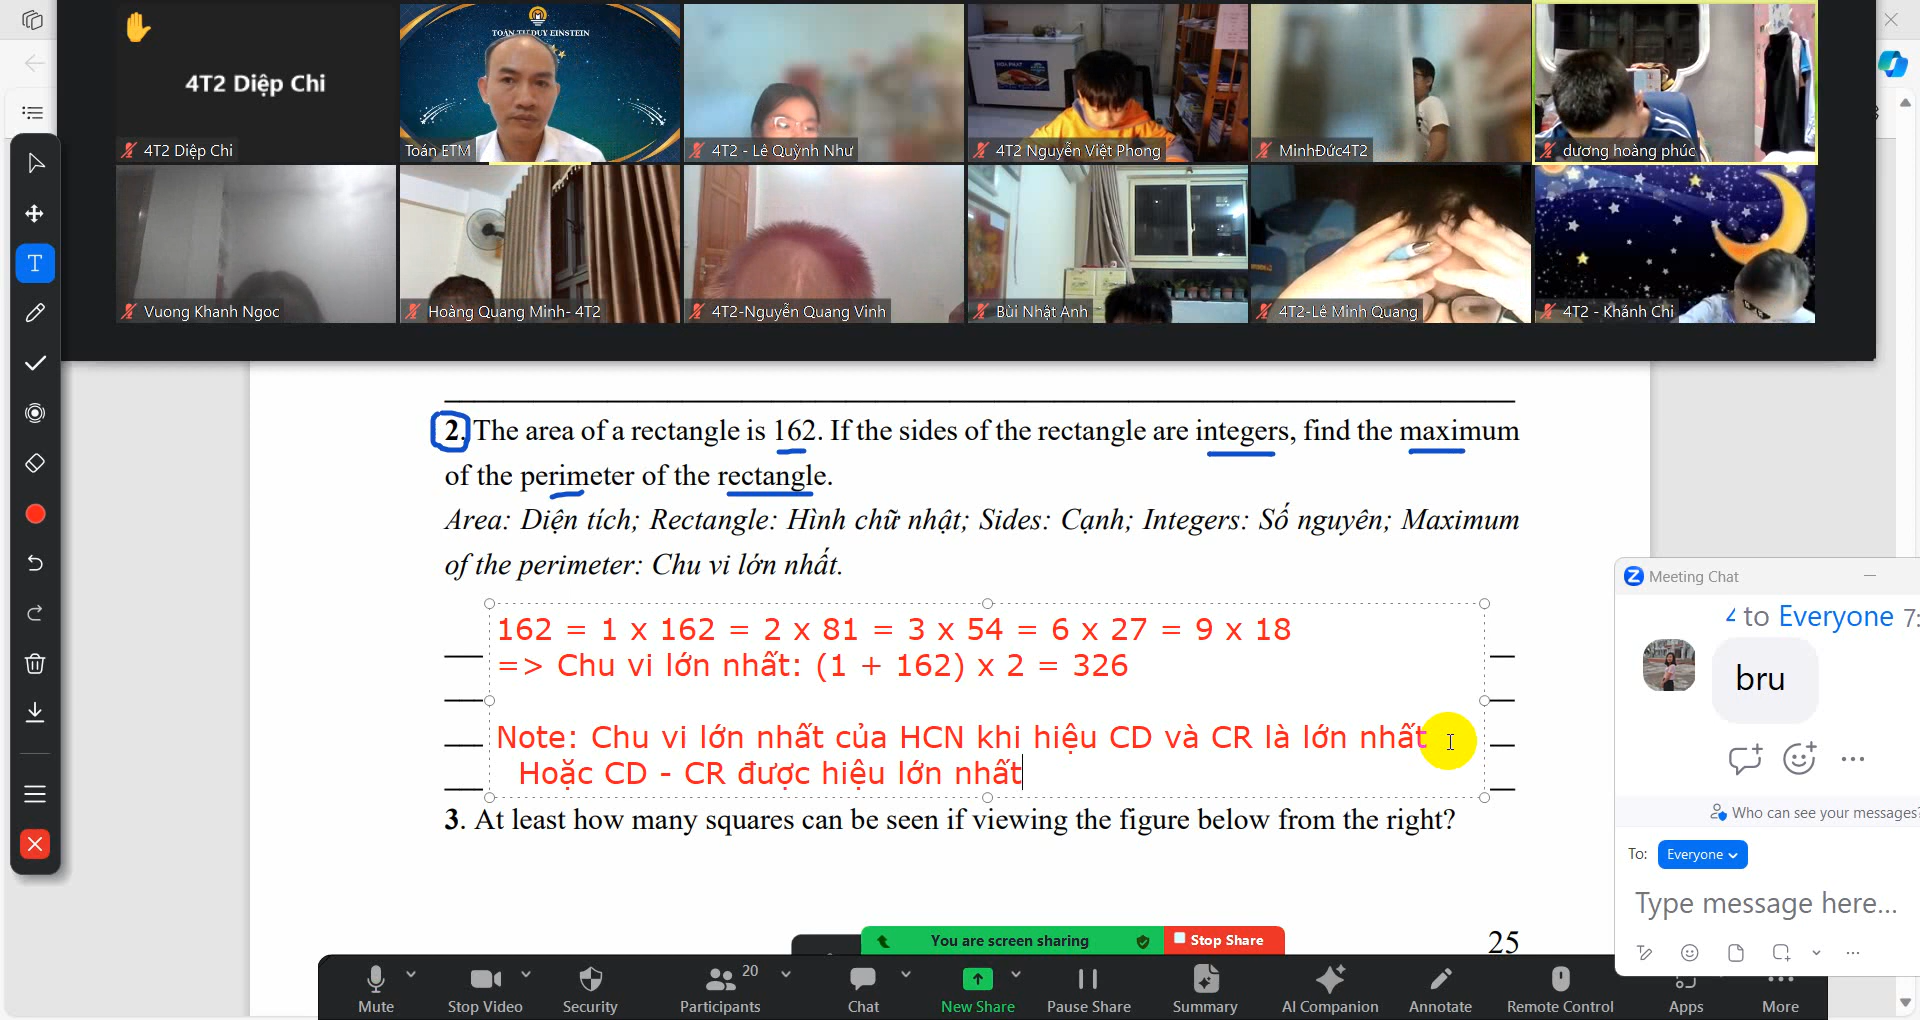 4T2 Diệp Chi
4T2 Diệp Chi
TOÁN TƯ DUY EINSTEIN
Toán ETM
4T2 - Lê Quỳnh Như
4T2 Nguyễn Việt Phong
MinhĐức4T2
dương hoàng phúc
Vuong Khanh Ngoc
Hoàng Quang Minh- 4T2
4T2-Nguyễn Quang Vinh
Bùi Nhật Anh
4T2-Lê Minh Quang
4T2 - Khánh Chi
2. The area of a rectangle is 162. If the sides of the rectangle are integers, find the maximum
of the perimeter of the rectangle.
Area: Diện tích; Rectangle: Hình chữ nhật; Sides: Cạnh; Integers: Số nguyên; Maximum
of the perimeter: Chu vi lớn nhất.
162 = 1 x 162 = 2 x 81 = 3 x 54 = 6 x 27 = 9 x 18
=> Chu vi lớn nhất: (1 + 162) x 2 = 326
Note: Chu vi lớn nhất của HCN khi hiệu CD và CR là lớn nhất
Hoặc CD - CR được hiệu lớn nhất
3. At least how many squares can be seen if viewing the figure below from the right?
25
Meeting Chat
to Everyone 7:
bru
Who can see your messages?
To: Everyone
Type message here...
You are screen sharing
Stop Share
Mute
Stop Video
Security
Participants 20
Chat
New Share
Pause Share
Summary
AI Companion
Annotate
Remote Control
Apps
More